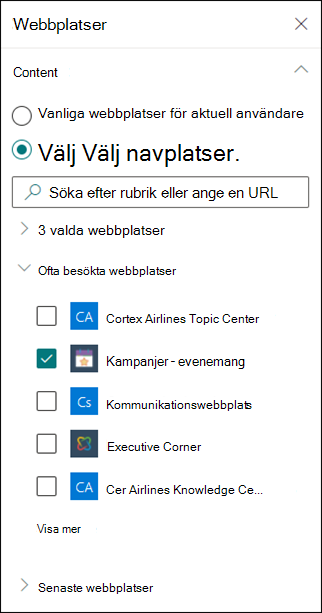 Webbplatser
Content
Vanliga webbplatser för aktuell användare
Välj Välj navplatser.
Söka efter rubrik eller ange en URL
3 valda webbplatser
Ofta besökta webbplatser
CA Cortex Airlines Topic Center
Kampanjer - evenemang
Cs Kommunikationswebbplats
Executive Corner
CA Cer Airlines Knowledge Ce...
Visa mer
Senaste webbplatser